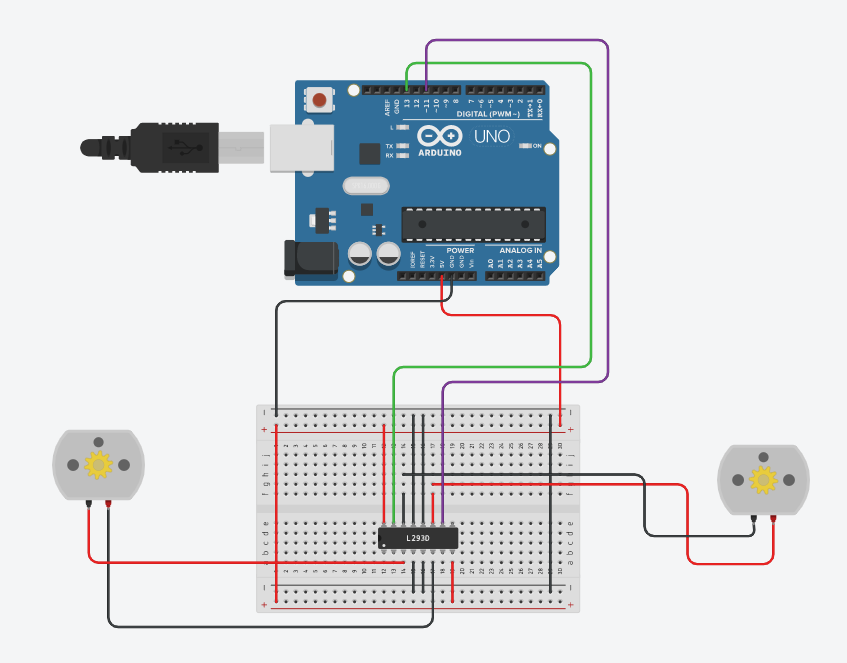 AREF
GND
13
12
~11
~10
~9
8
7
~6
~5
4
~3
2
TX→1
RX←0
DIGITAL (PWM ~)
L
TX
RX
ARDUINO
UNO
ON
POWER
ANALOG IN
IOREF
RESET
3.3V
5V
GND
GND
Vin
A0
A1
A2
A3
A4
A5
L293D
j
i
h
g
f
e
d
c
b
a